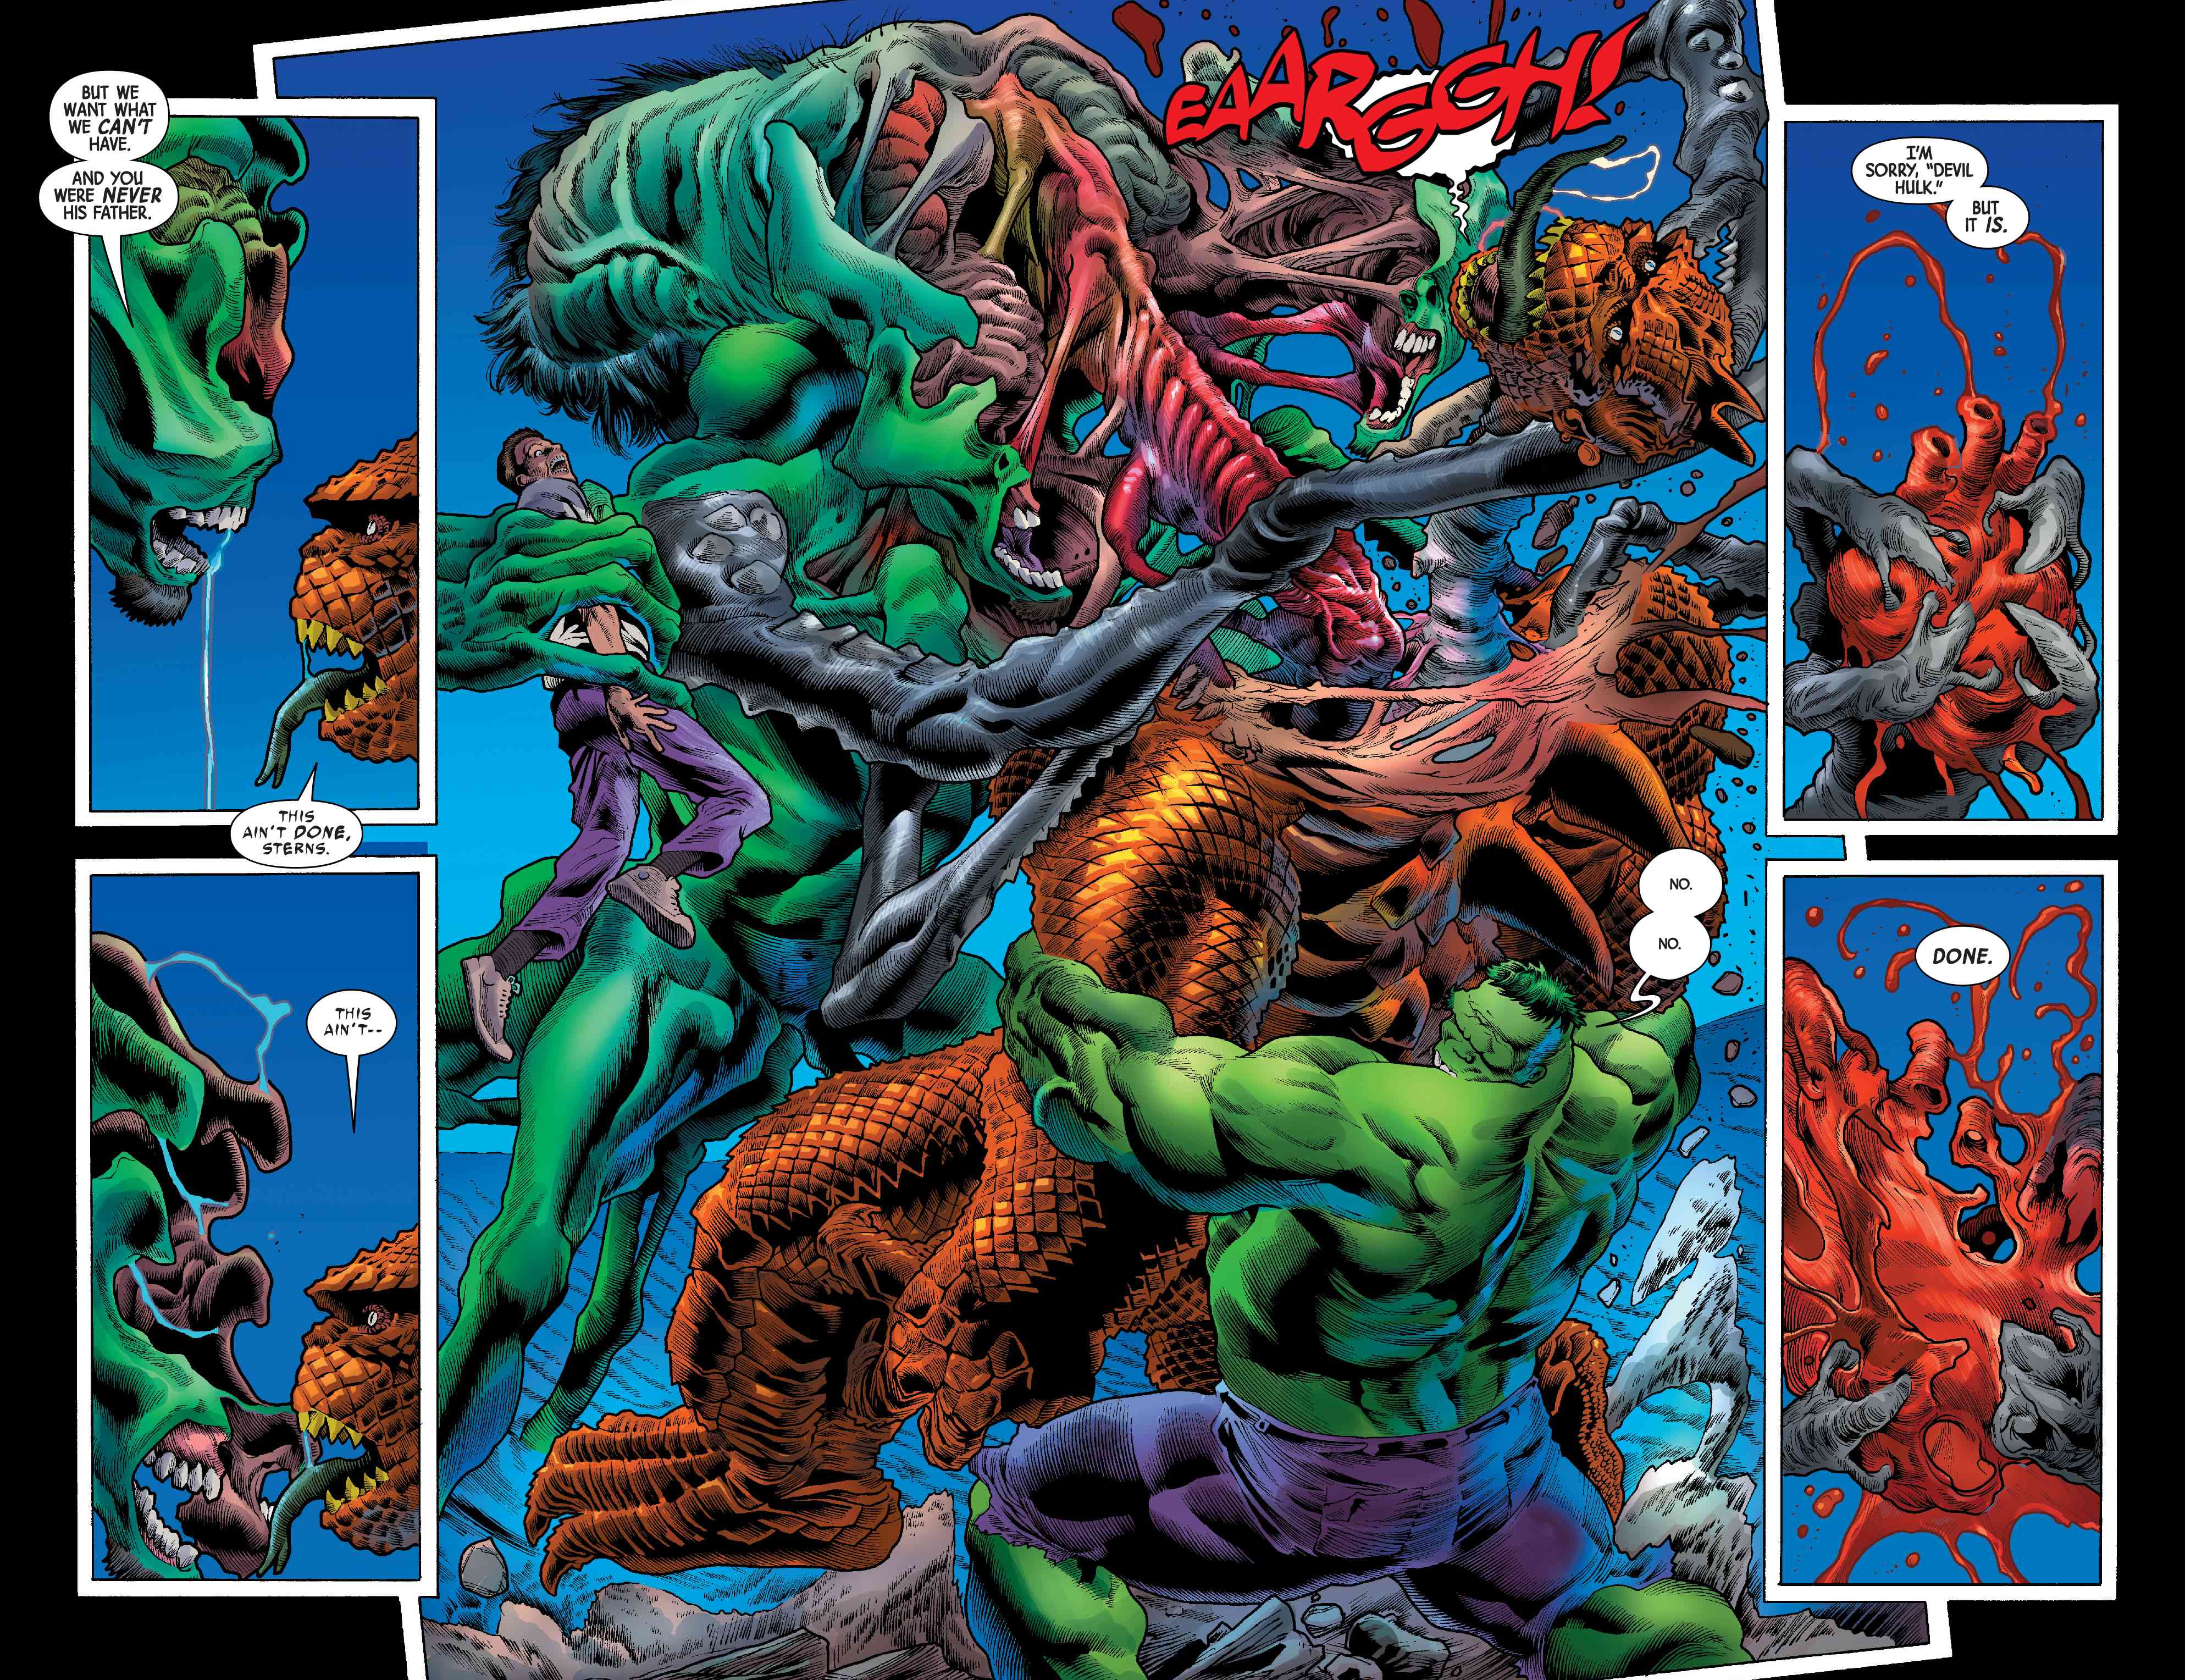 BUT WE
WANT WHAT
WE CAN'T
HAVE.
AND YOU
WERE NEVER
HIS FATHER.
THIS
AIN'T DONE,
STERNS.
THIS
AIN'T--
EAARGGH!
NO.
NO.
I'M
SORRY, "DEVIL
HULK."
BUT
IT IS.
DONE.